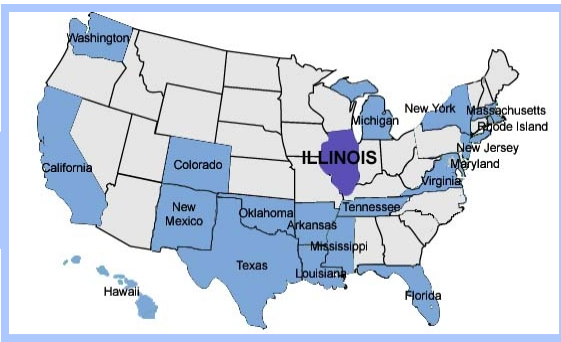 Washington
New York
Massachusetts
Michigan
Rhode Island
New Jersey
ILLINOIS
Maryland
Colorado
California
Virginia
Tennessee
New
Mexico
Oklahoma
Arkansas
Mississippi
Texas
Louisiana
Hawaii
Florida